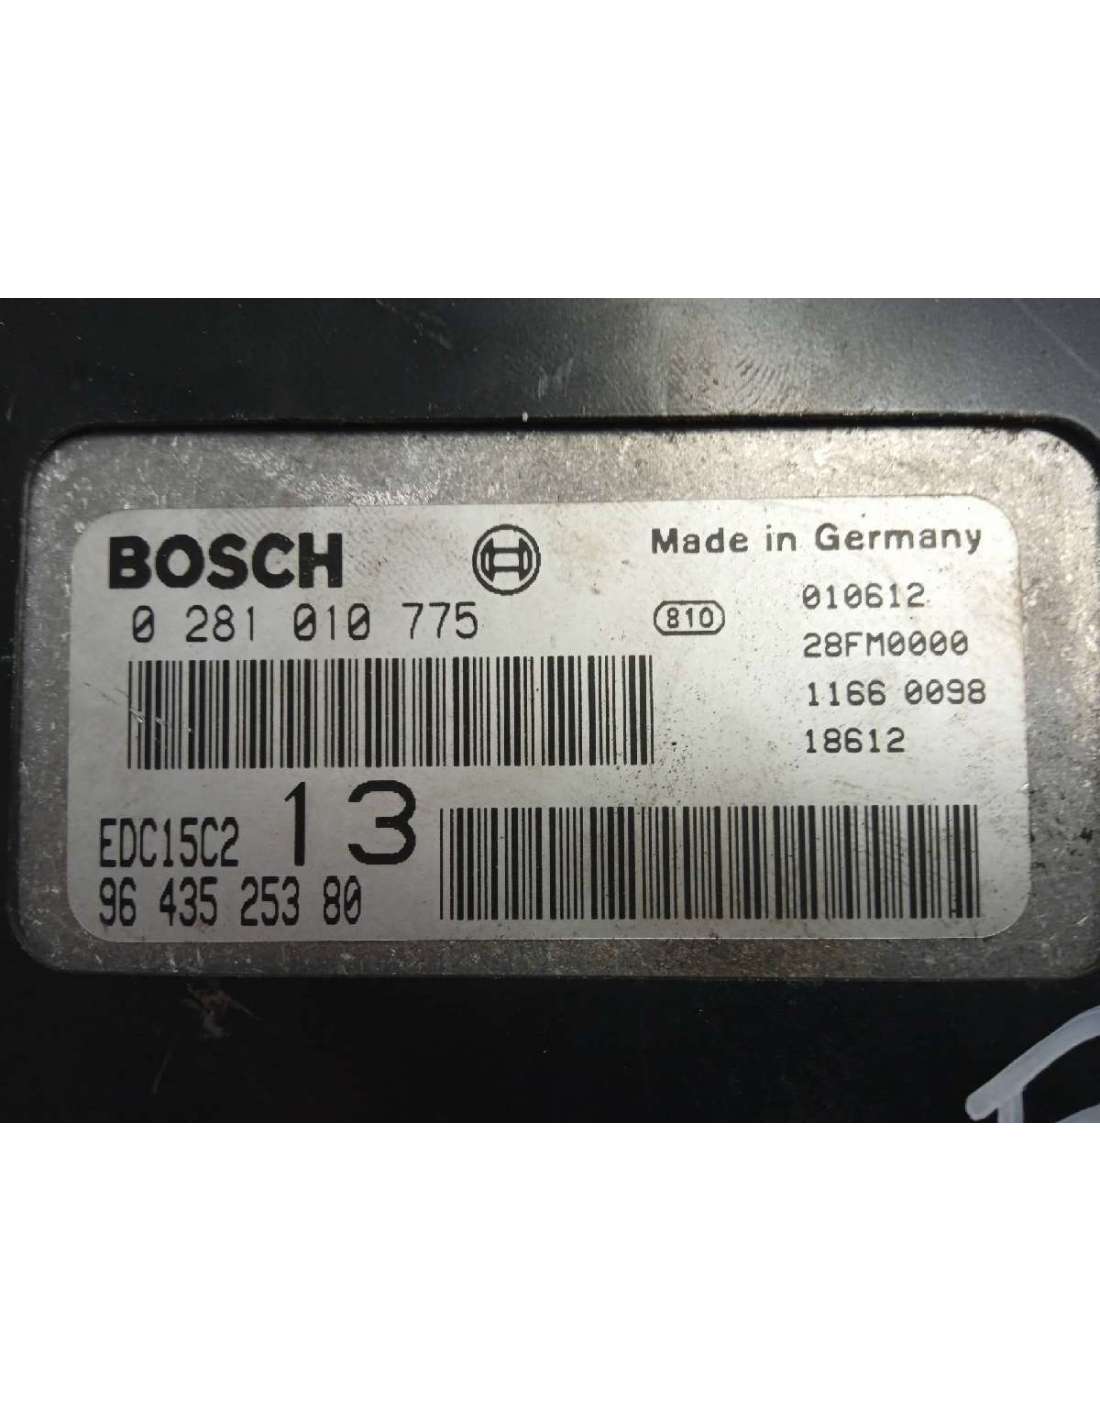 BOSCH
0 281 010 775
Made in Germany
810
010612
28FM0000
1166 0098
18612
EDC15C2 13
96 435 253 80